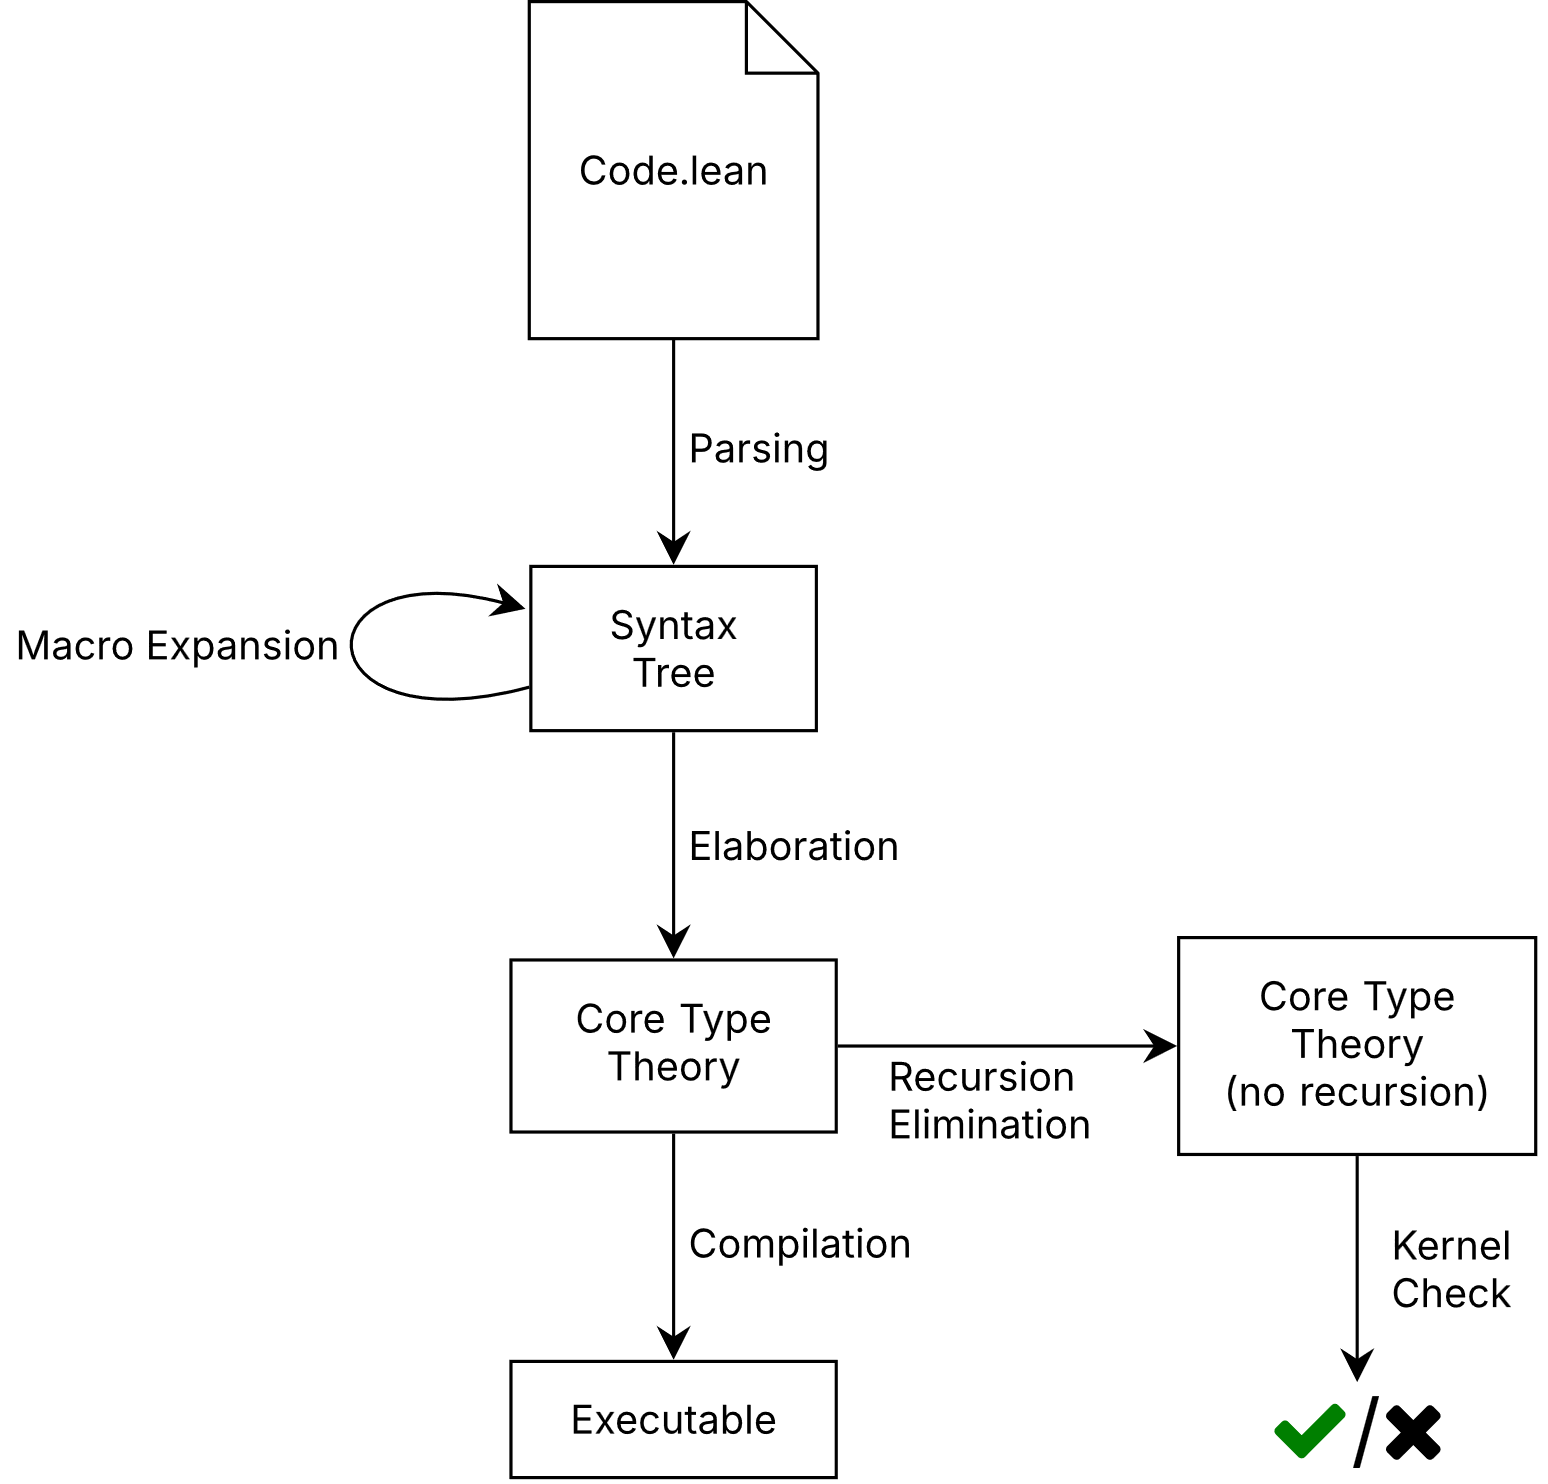 Code.lean
Parsing
Macro Expansion
Syntax
Tree
Elaboration
Core Type
Theory
Recursion
Elimination
Core Type
Theory
(no recursion)
Compilation
Kernel
Check
Executable
✔/✖